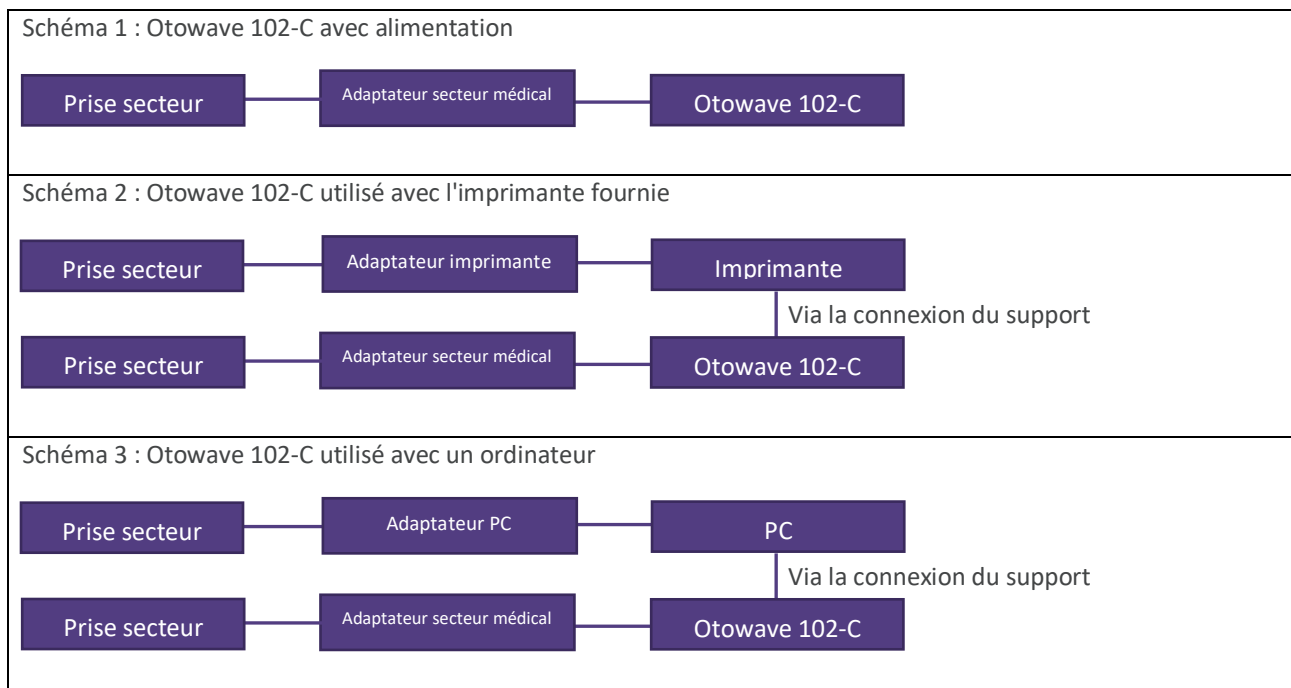 Schéma 1 : Otowave 102-C avec alimentation
Prise secteur
Adaptateur secteur médical
Otowave 102-C
Schéma 2 : Otowave 102-C utilisé avec l'imprimante fournie
Prise secteur
Adaptateur imprimante
Imprimante
Via la connexion du support
Prise secteur
Adaptateur secteur médical
Otowave 102-C
Schéma 3 : Otowave 102-C utilisé avec un ordinateur
Prise secteur
Adaptateur PC
PC
Via la connexion du support
Prise secteur
Adaptateur secteur médical
Otowave 102-C